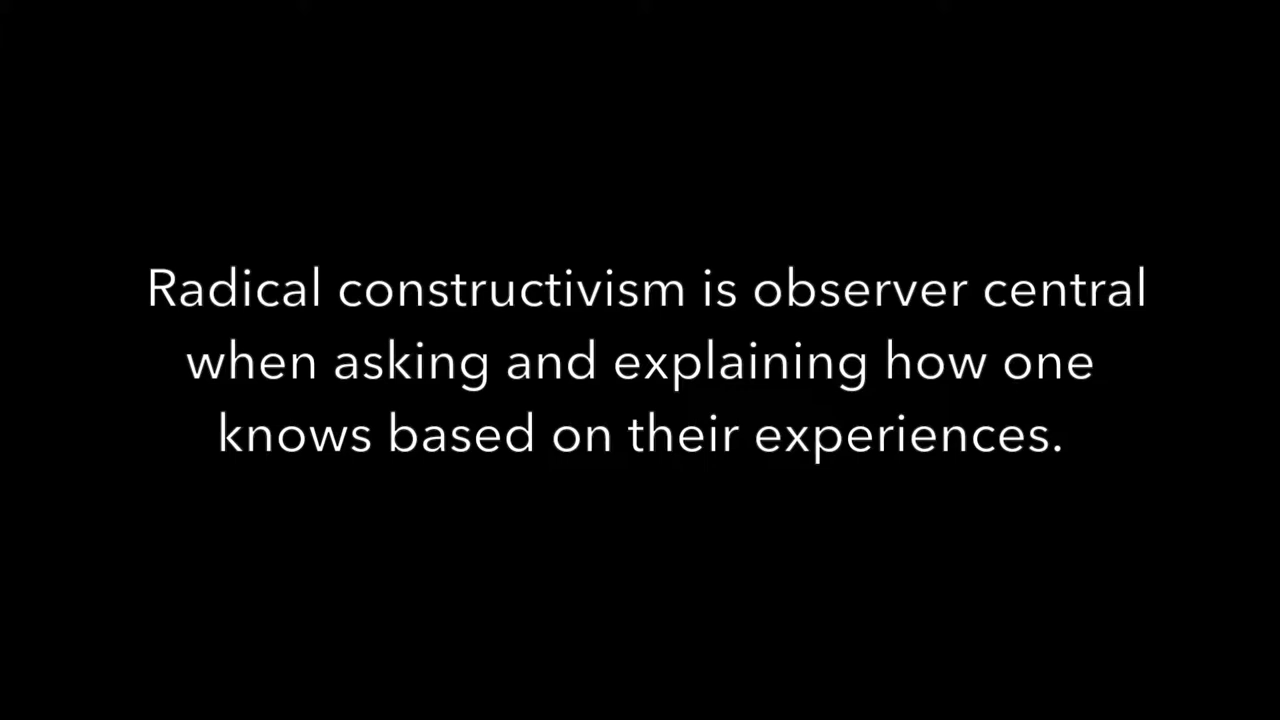 Radical constructivism is observer central
when asking and explaining how one
knows based on their experiences.